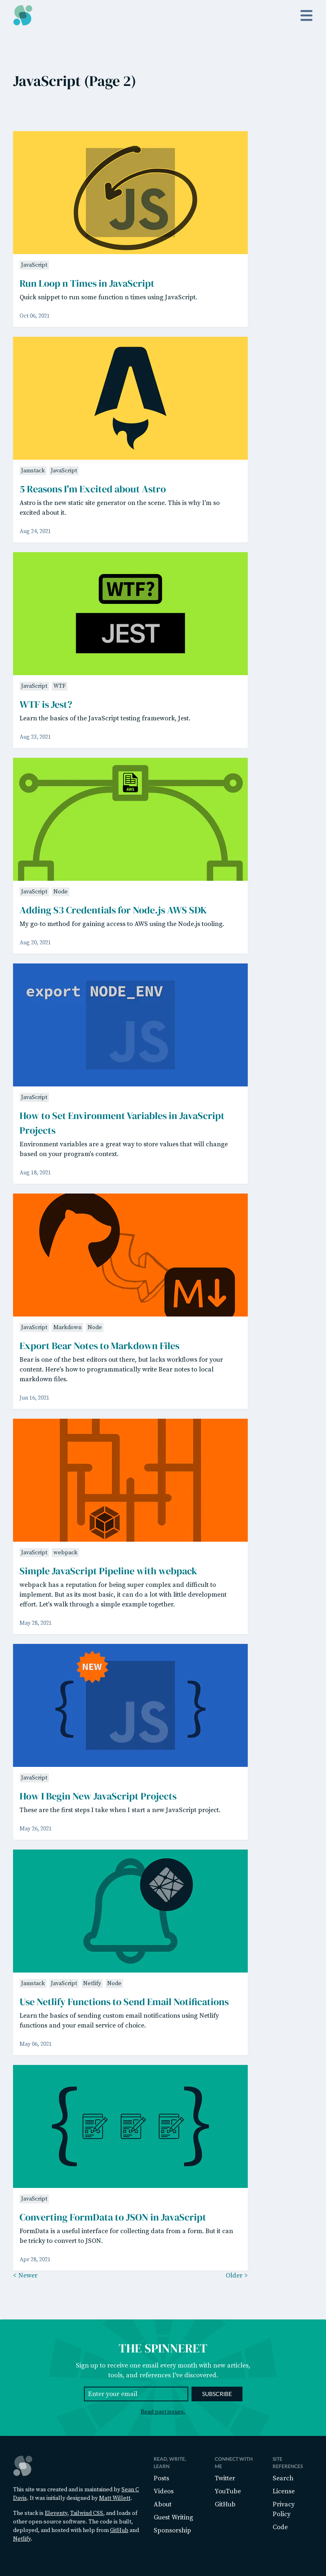 JavaScript (Page 2)
JS
JavaScript
Run Loop n Times in JavaScript
Quick snippet to run some function n times using JavaScript.
Oct 06, 2021
Jamstack JavaScript
5 Reasons I'm Excited about Astro
Astro is the new static site generator on the scene. This is why I'm so
excited about it.
Aug 24, 2021
WTF?
JEST
JavaScript WTF
WTF is Jest?
Learn the basics of the JavaScript testing framework, Jest.
Aug 23, 2021
AWS
JavaScript Node
Adding S3 Credentials for Node.js AWS SDK
My go-to method for gaining access to using the AWS Node.js tooling.
Aug 20, 2021
export NODE_ENV
JS
JavaScript
How to Set Environment Variables in JavaScript
Projects
Environment variables are a great way to store values that will change
based on your program's context.
Aug 18, 2021
M
JavaScript Markdown Node
Export Bear Notes to Markdown Files
Bear is one of the best editors out there, but lacks workflows for your
content. Here's how to programmatically write Bear notes to local
markdown files.
Jun 16, 2021
JavaScript webpack
Simple JavaScript Pipeline with webpack
webpack has a reputation for being super complex and difficult to
implement. But as its most basic, it can do a lot with little development
effort. Let's walk through a simple example together.
May 28, 2021
NEW
{ JS }
JavaScript
How I Begin New JavaScript Projects
These are the first steps I take when I start a new JavaScript project.
May 26, 2021
Jamstack JavaScript Netlify Node
Use Netlify Functions to Send Email Notifications
Learn the basics of sending custom email notifications using Netlify
functions and your email service of choice.
May 06, 2021
{ }
JavaScript
Converting FormData to JSON in JavaScript
FormData is a useful interface for collecting data from a form. But it can
be tricky to convert to JSON.
Apr 28, 2021
< Newer
Older >
THE SPINNERET
Sign up to receive one email every month with new articles,
tools, and references I've discovered.
Enter your email
SUBSCRIBE
Read past issues.
This site was created and is maintained by Sean C
Davis. It was initially designed by Matt Willett.
The stack is Eleventy, Tailwind CSS, and loads of
other open-source software. The code is built,
deployed, and hosted with help from GitHub and
Netlify.
READ, WRITE,
LEARN
Posts
Videos
About
Guest Writing
Sponsorship
CONNECT WITH
ME
Twitter
YouTube
GitHub
SITE
REFERENCES
Search
License
Privacy
Policy
Code